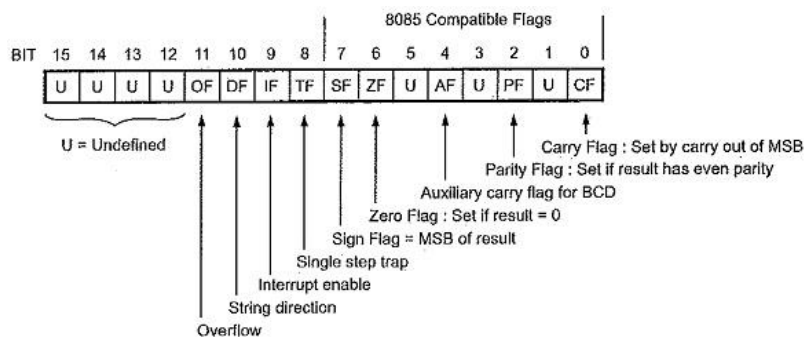 8085 Compatible Flags
BIT 15 14 13 12 11 10 9 8 7 6 5 4 3 2 1 0
U U U U OF DF IF TF SF ZF U AF U PF U CF
U = Undefined
Carry Flag : Set by carry out of MSB
Parity Flag : Set if result has even parity
Auxiliary carry flag for BCD
Zero Flag : Set if result = 0
Sign Flag = MSB of result
Single step trap
Interrupt enable
String direction
Overflow